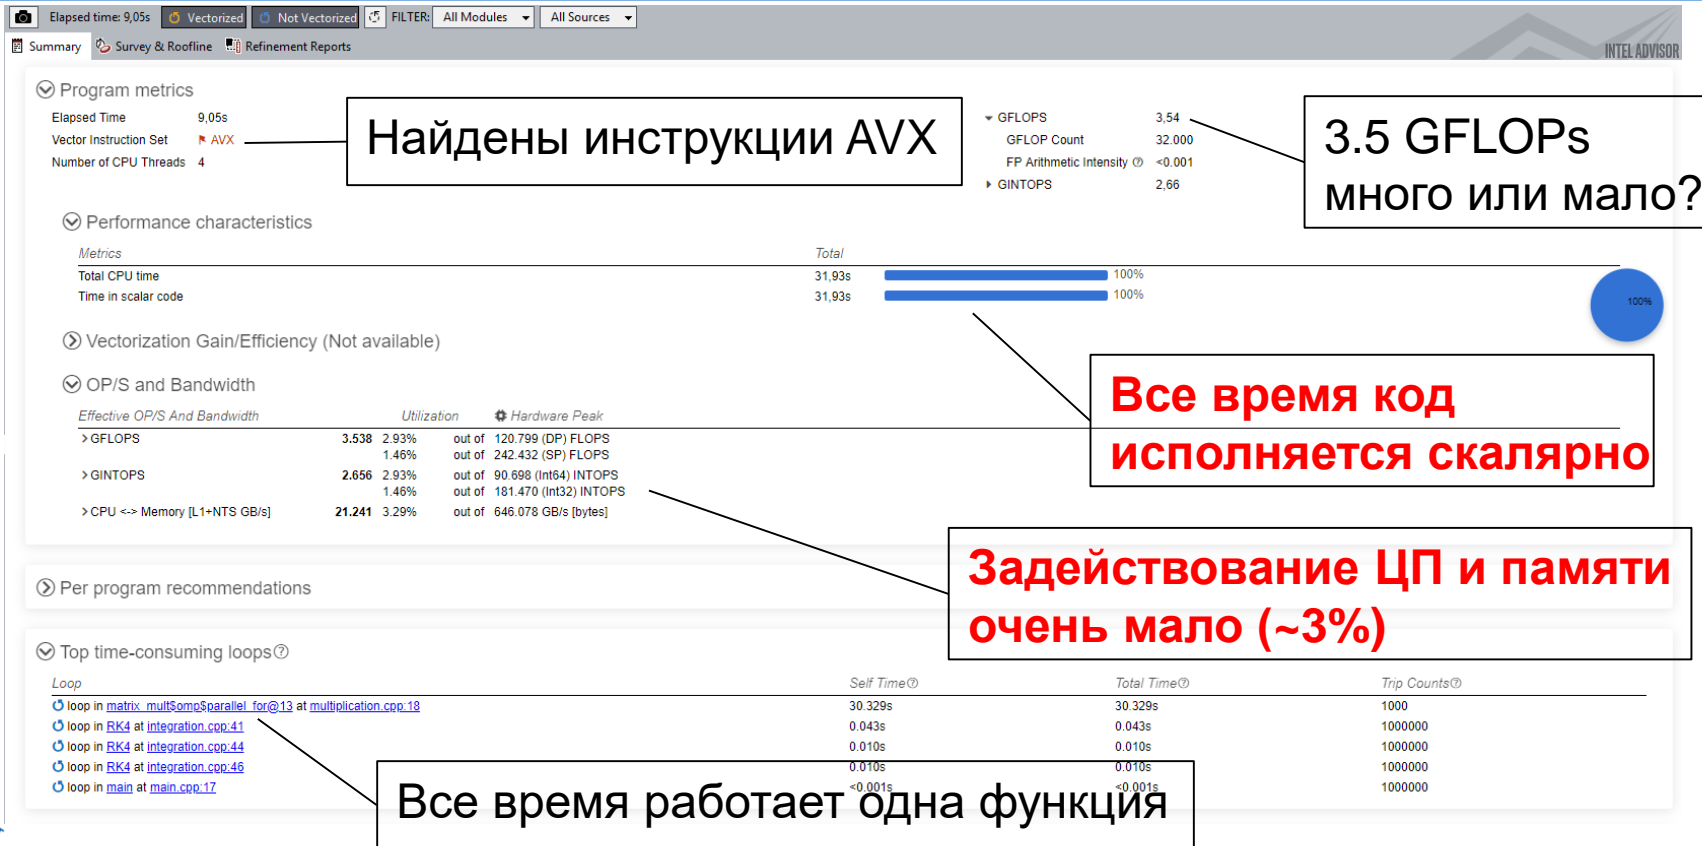 Elapsed time: 9,05s Vectorized Not Vectorized FILTER: All Modules All Sources
Summary Survey & Roofline Refinement Reports INTEL ADVISOR
Program metrics
Elapsed Time 9,05s
Vector Instruction Set AVX
Number of CPU Threads 4
Найдены инструкции AVX
GFLOPS 3,54
GFLOP Count 32.000
FP Arithmetic Intensity <0.001
GINTOPS 2,66
3.5 GFLOPs
много или мало?
Performance characteristics
Metrics Total
Total CPU time 31,93s 100%
Time in scalar code 31,93s 100%
100%
Vectorization Gain/Efficiency (Not available)
Все время код
исполняется скалярно
OP/S and Bandwidth
Effective OP/S And Bandwidth Utilization Hardware Peak
>GFLOPS 3.538 2.93% out of 120.799 (DP) FLOPS
1.46% out of 242.432 (SP) FLOPS
>GINTOPS 2.656 2.93% out of 90.698 (Int64) INTOPS
1.46% out of 181.470 (Int32) INTOPS
>CPU <-> Memory [L1+NTS GB/s] 21.241 3.29% out of 646.078 GB/s [bytes]
Задействование ЦП и памяти
очень мало (~3%)
Per program recommendations
Top time-consuming loops
Loop Self Time Total Time Trip Counts
loop in matrix_mult$omp$parallel_for@13 at multiplication.cpp:18 30.329s 30.329s 1000
loop in RK4 at integration.cpp:41 0.043s 0.043s 1000000
loop in RK4 at integration.cpp:44 0.010s 0.010s 1000000
loop in RK4 at integration.cpp:46 0.010s 0.010s 1000000
loop in main at main.cpp:17 <0.001s <0.001s 1000000
Все время работает одна функция